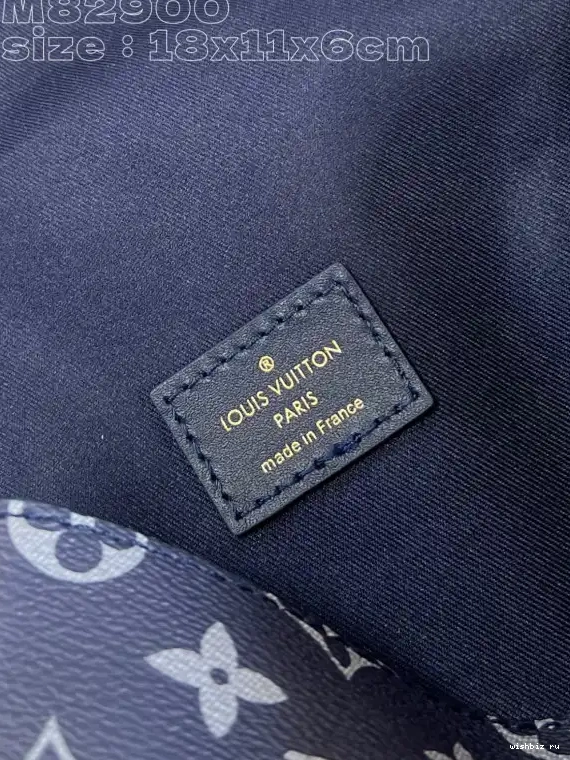 M82900
size : 18x11x6cm
®
LOUIS VUITTON
PARIS
made in France
wishbiz ru